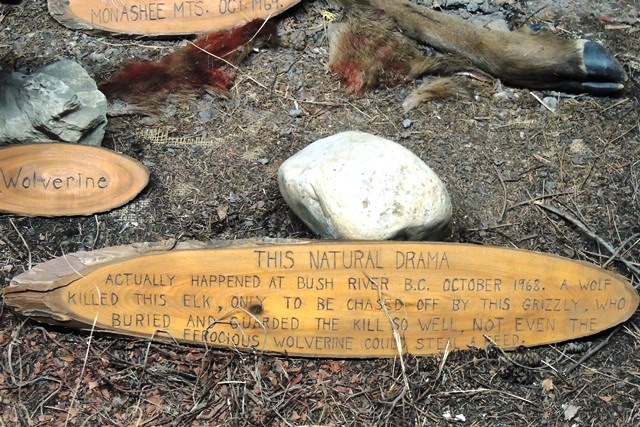 MONASHEE MTS. OCT. 1967.
Wolverine
THIS NATURAL DRAMA
ACTUALLY HAPPENED AT BUSH RIVER B.C. OCTOBER 1968. A WOLF
KILLED THIS ELK, ONLY TO BE CHASED OFF BY THIS GRIZZLY, WHO
BURIED AND GUARDED THE KILL SO WELL, NOT EVEN THE
FEROCIOUS WOLVERINE COULD STEAL A FEED.